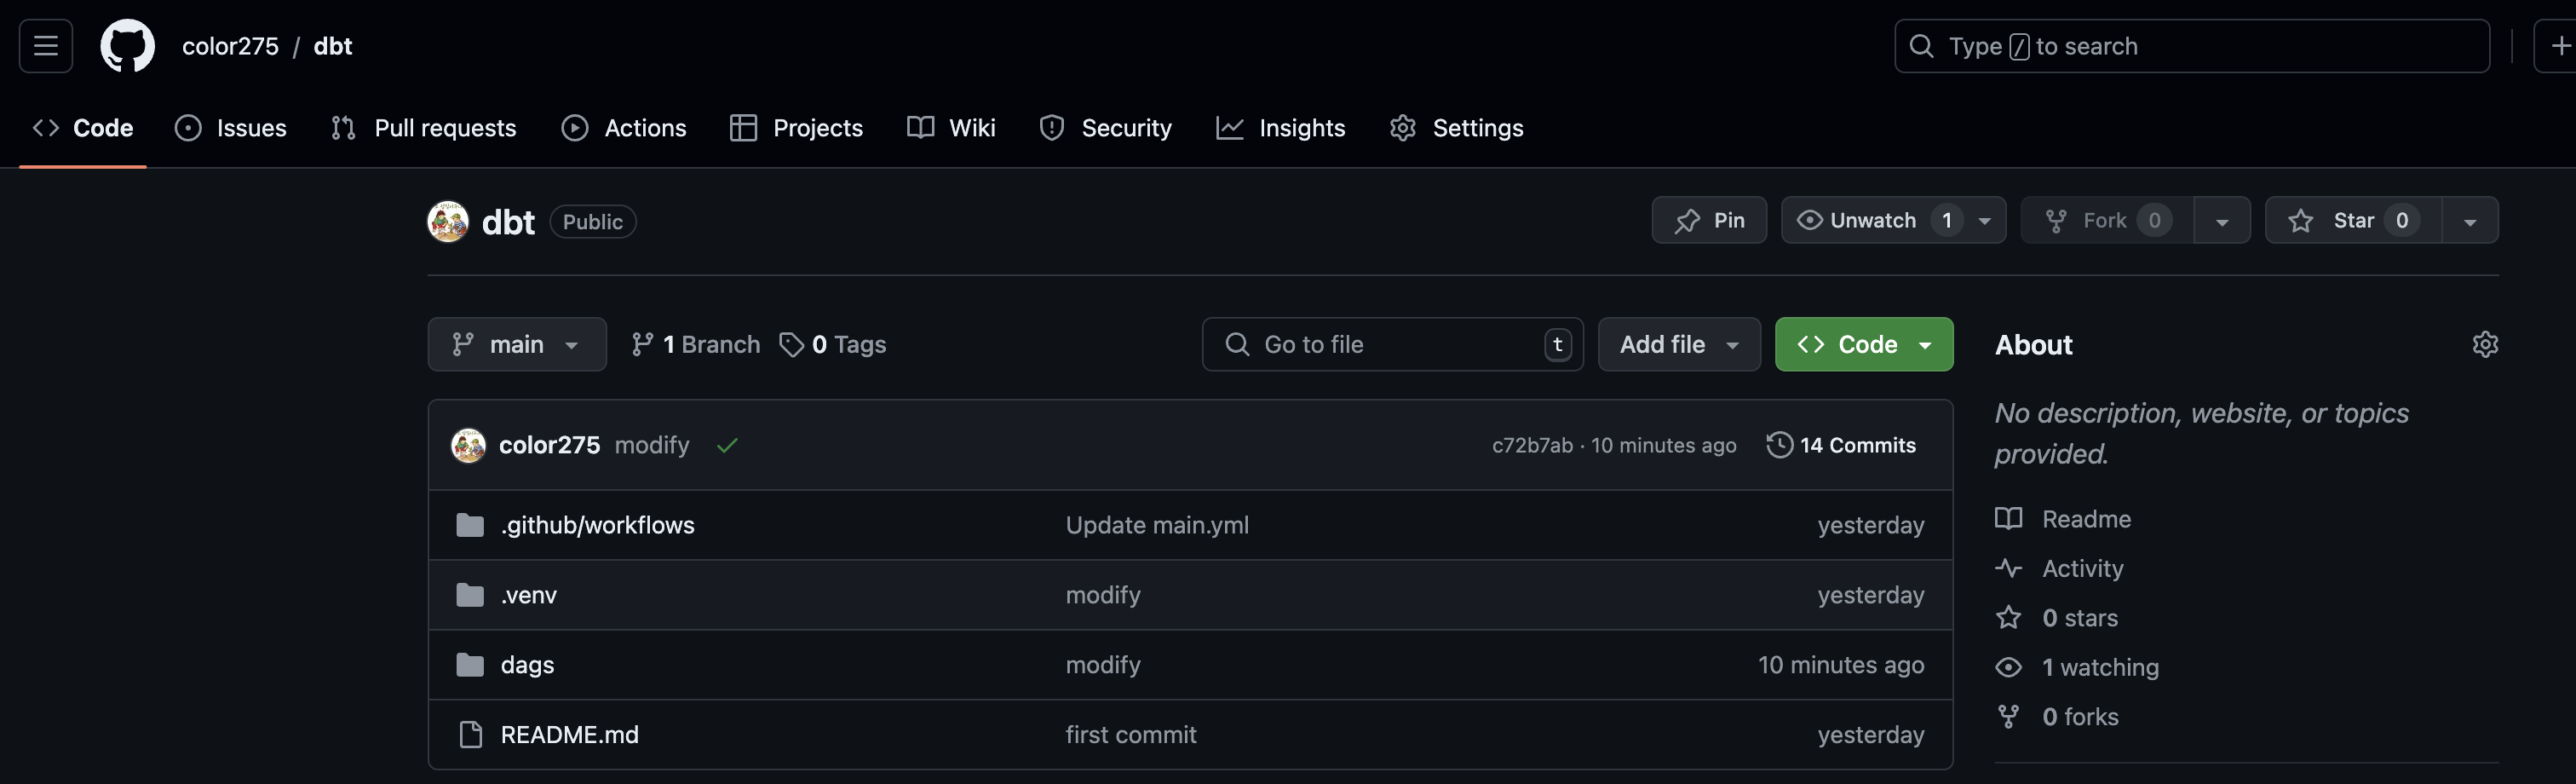 color275 / dbt
Type / to search
Code Issues Pull requests Actions Projects Wiki Security Insights Settings
dbt Public
Pin Unwatch 1 Fork 0 Star 0
main 1 Branch 0 Tags Go to file t Add file Code
color275 modify c72b7ab · 10 minutes ago 14 Commits
.github/workflows Update main.yml yesterday
.venv modify yesterday
dags modify 10 minutes ago
README.md first commit yesterday
About
No description, website, or topics
provided.
Readme
Activity
0 stars
1 watching
0 forks